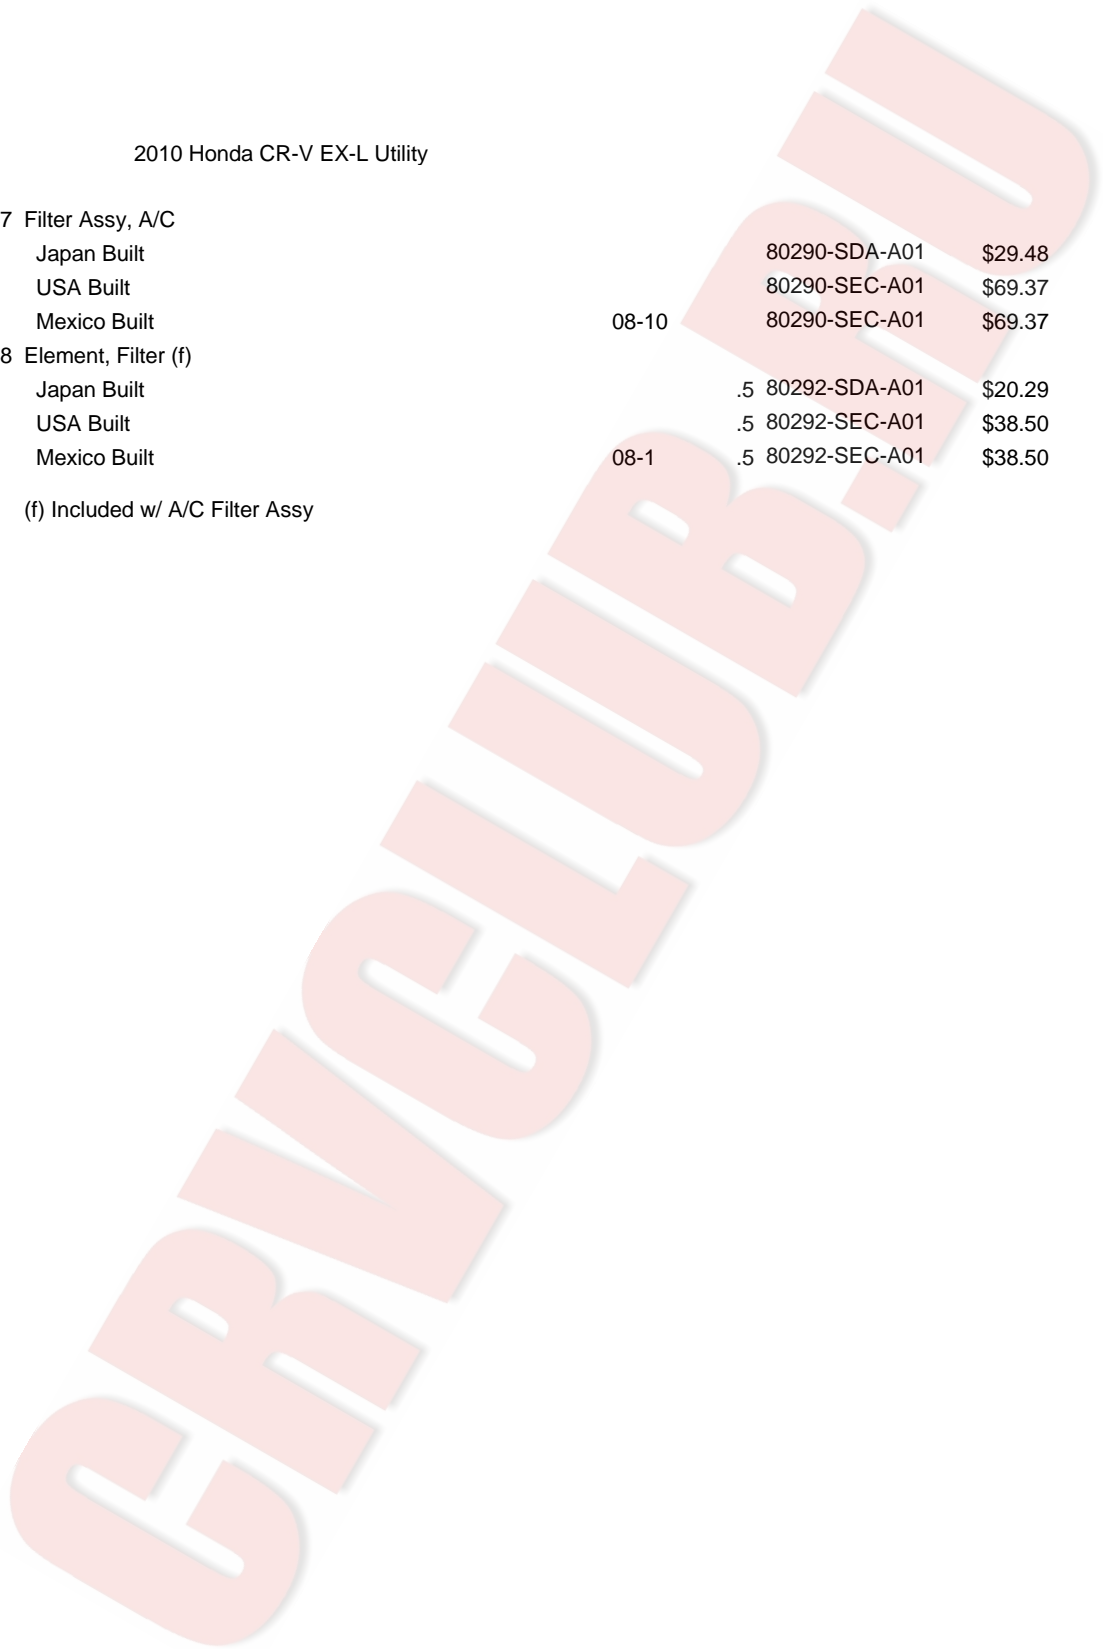 2010 Honda CR-V EX-L Utility
7 Filter Assy, A/C
Japan Built 80290-SDA-A01 $29.48
USA Built 80290-SEC-A01 $69.37
Mexico Built 08-10 80290-SEC-A01 $69.37
8 Element, Filter (f)
Japan Built .5 80292-SDA-A01 $20.29
USA Built .5 80292-SEC-A01 $38.50
Mexico Built 08-1 .5 80292-SEC-A01 $38.50
(f) Included w/ A/C Filter Assy
CRVCLUB.RU